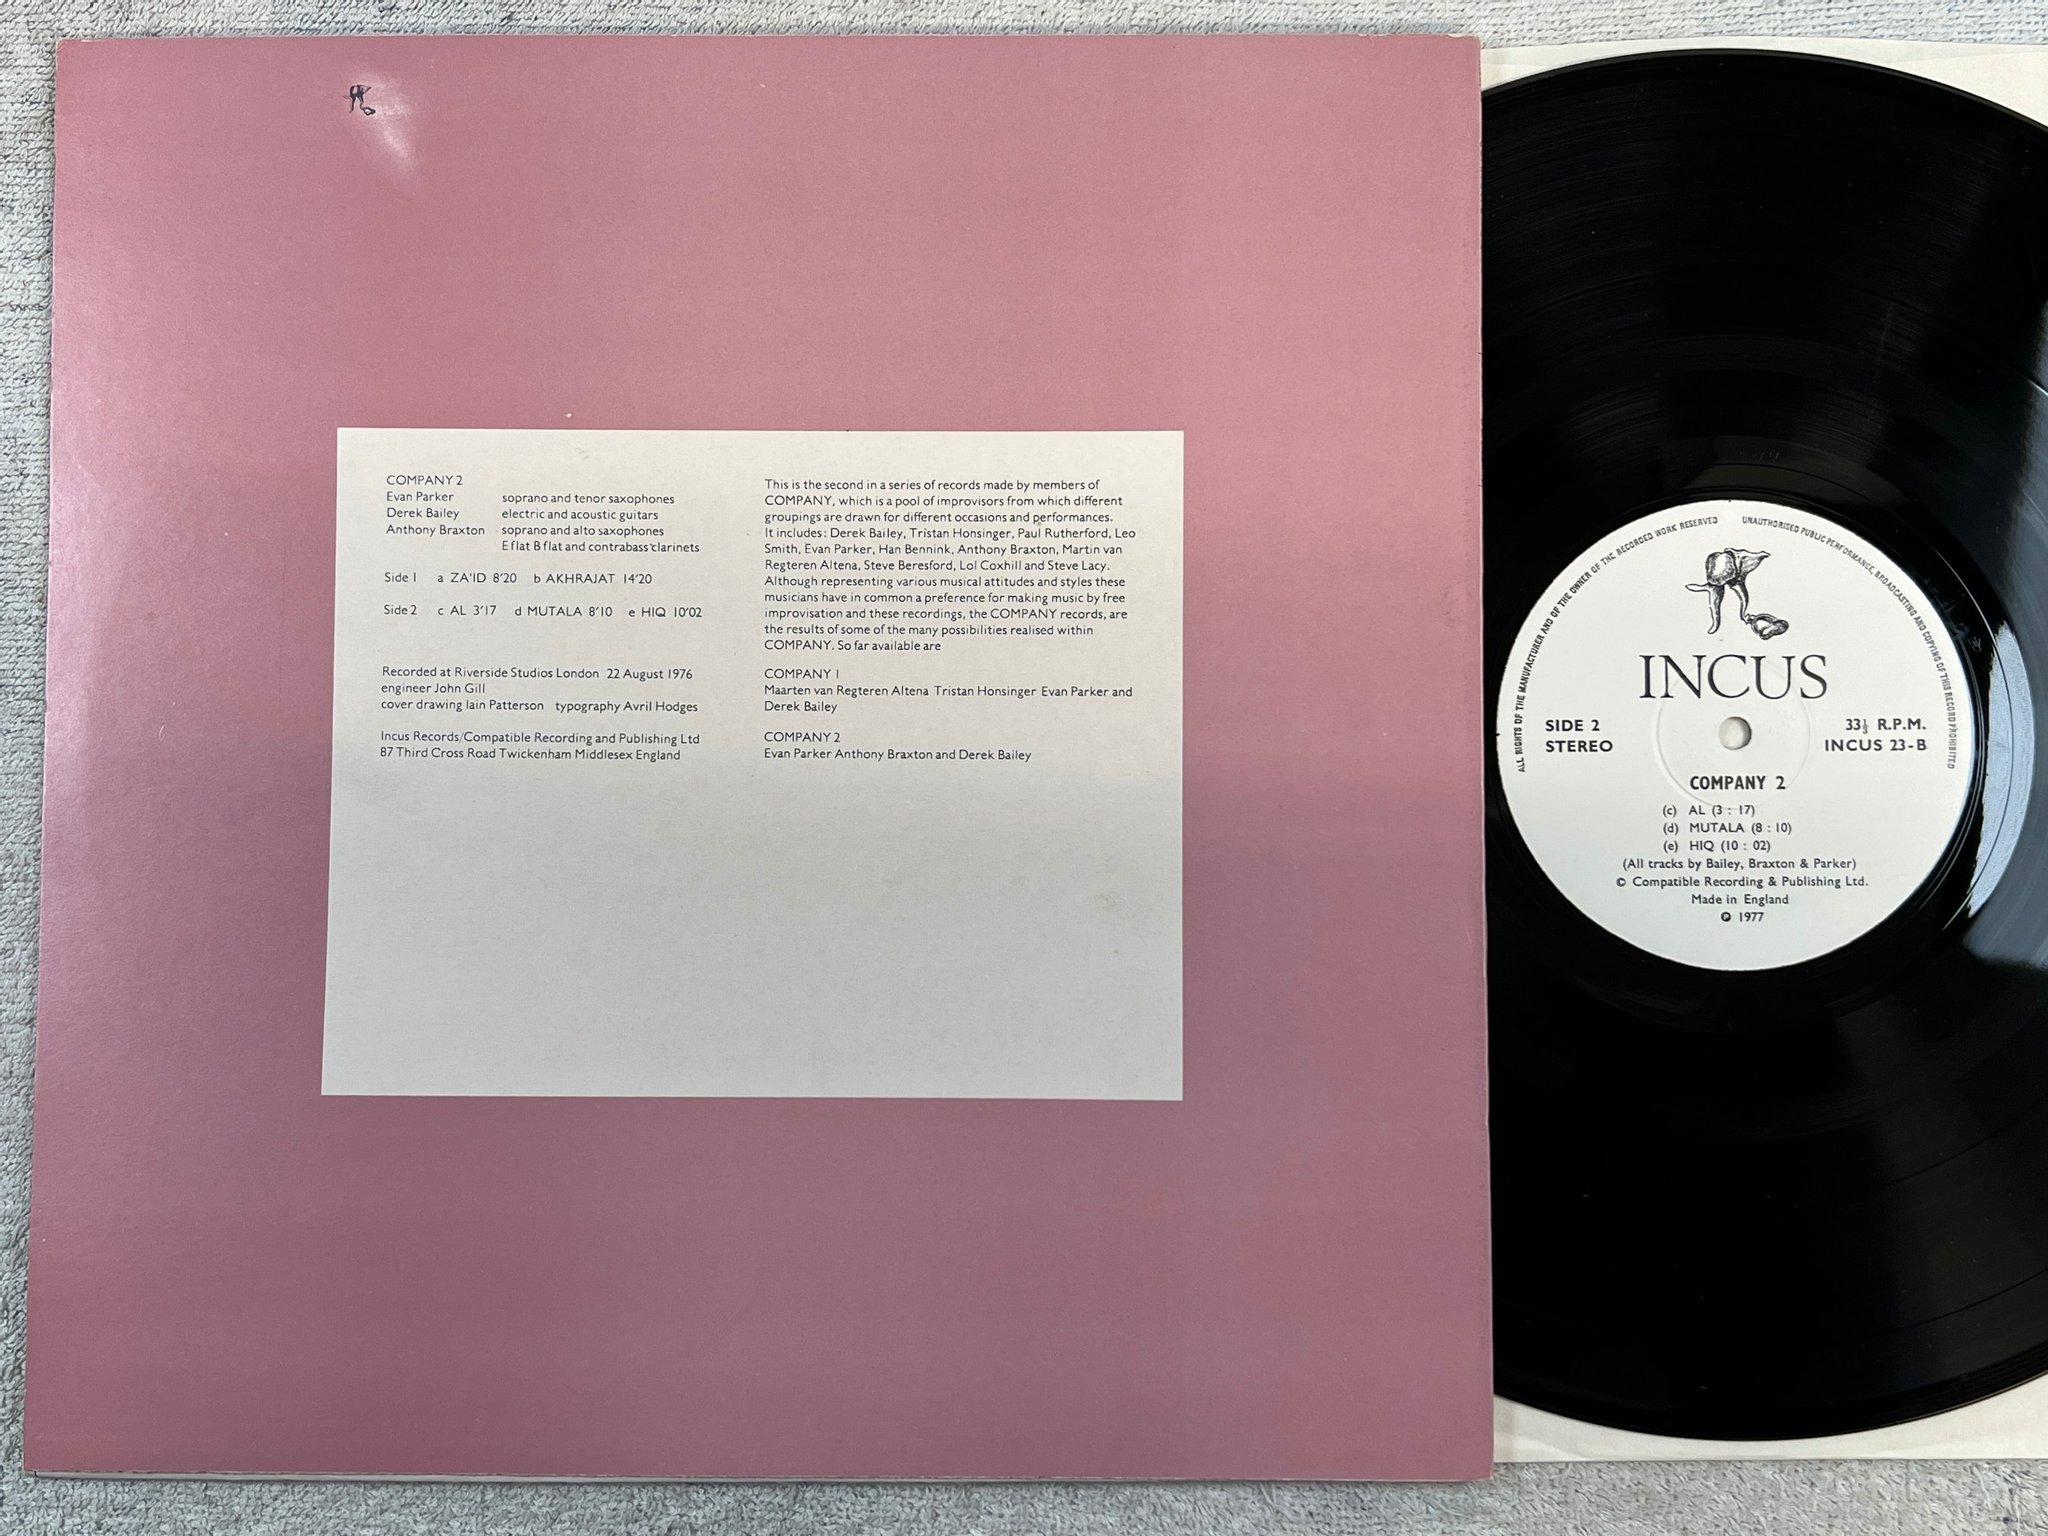 COMPANY 2
Evan Parker soprano and tenor saxophones
Derek Bailey electric and acoustic guitars
Anthony Braxton soprano and alto saxophones
E flat B flat and contrabass clarinets
Side 1 a ZA'ID 8'20 b AKHRAJAT 14'20
Side 2 c AL 3'17 d MUTALA 8'10 e HIQ 10'02
Recorded at Riverside Studios London 22 August 1976
engineer John Gill
cover drawing Iain Patterson typography Avril Hodges
Incus Records/Compatible Recording and Publishing Ltd
87 Third Cross Road Twickenham Middlesex England
This is the second in a series of records made by members of
COMPANY, which is a pool of improvisors from which different
groupings are drawn for different occasions and performances.
It includes: Derek Bailey, Tristan Honsinger, Paul Rutherford, Leo
Smith, Evan Parker, Han Bennink, Anthony Braxton, Martin van
Regteren Altena, Steve Beresford, Lol Coxhill and Steve Lacy.
Although representing various musical attitudes and styles these
musicians have in common a preference for making music by free
improvisation and these recordings, the COMPANY records, are
the results of some of the many possibilities realised within
COMPANY. So far available are
COMPANY 1
Maarten van Regteren Altena Tristan Honsinger Evan Parker and
Derek Bailey
COMPANY 2
Evan Parker Anthony Braxton and Derek Bailey
ALL RIGHTS OF THE MANUFACTURER AND OF THE OWNER OF THE RECORDED WORK RESERVED UNAUTHORISED PUBLIC PERFORMANCE, BROADCASTING AND COPYING OF THIS RECORD PROHIBITED
INCUS
SIDE 2 33⅓ R.P.M.
STEREO INCUS 23-B
COMPANY 2
(c) AL (3 : 17)
(d) MUTALA (8 : 10)
(e) HIQ (10 : 02)
(All tracks by Bailey, Braxton & Parker)
© Compatible Recording & Publishing Ltd.
Made in England
℗ 1977